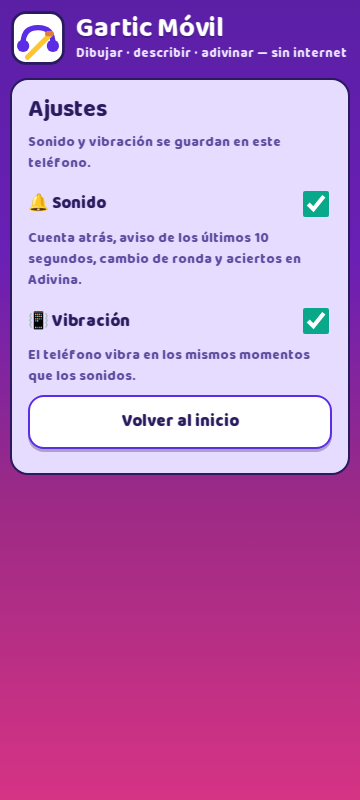 Gartic Móvil
Dibujar · describir · adivinar — sin internet
Ajustes
Sonido y vibración se guardan en este
teléfono.
🔔 Sonido
Cuenta atrás, aviso de los últimos 10
segundos, cambio de ronda y aciertos en
Adivina.
📳 Vibración
El teléfono vibra en los mismos momentos
que los sonidos.
Volver al inicio